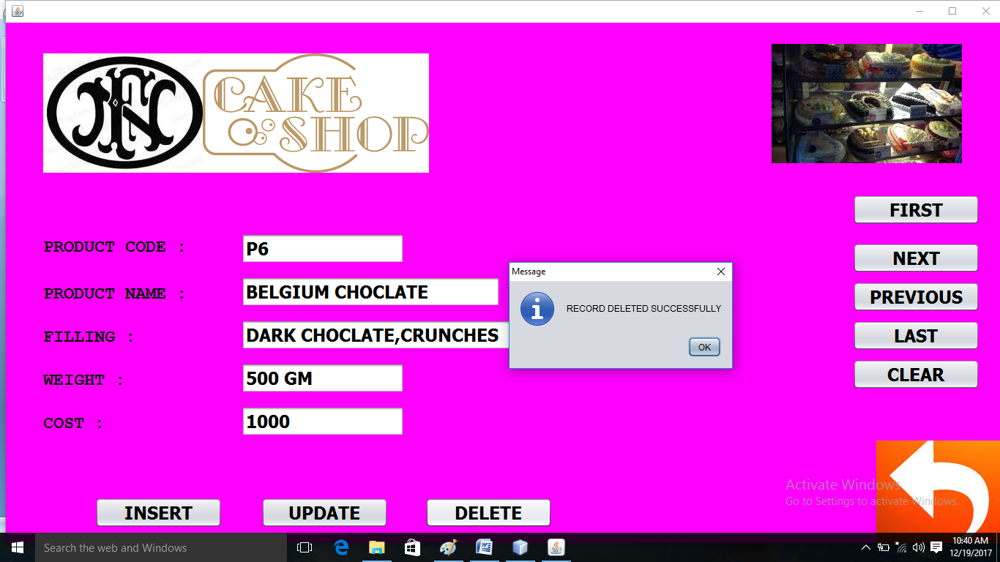 CAKE
SHOP
FIRST
PRODUCT CODE :
P6
NEXT
Message
PRODUCT NAME :
BELGIUM CHOCLATE
PREVIOUS
RECORD DELETED SUCCESSFULLY
FILLING :
DARK CHOCLATE,CRUNCHES
LAST
OK
WEIGHT :
500 GM
CLEAR
COST :
1000
Activate Windows
Go to Settings to activate Windows.
INSERT
UPDATE
DELETE
Search the web and Windows
10:40 AM
12/19/2017